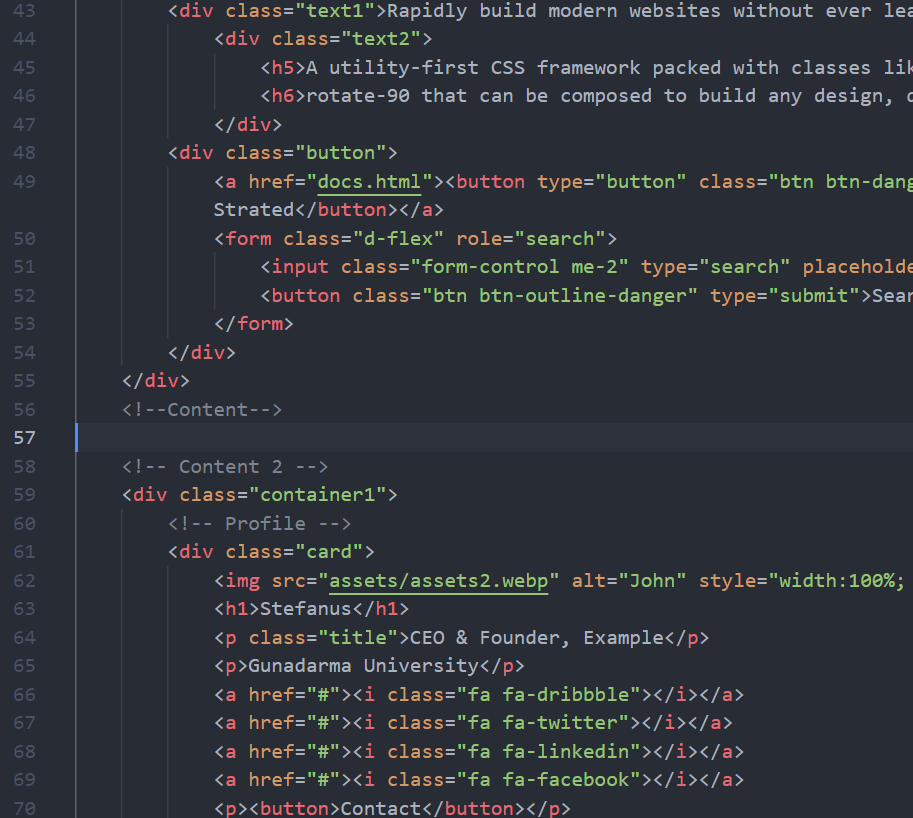 43 <div class="text1">Rapidly build modern websites without ever
44 <div class="text2">
45 <h5>A utility-first CSS framework packed with classes
46 <h6>rotate-90 that can be composed to build any design,
47 </div>
48 <div class="button">
49 <a href="docs.html"><button type="button" class="btn
Strated</button></a>
50 <form class="d-flex" role="search">
51 <input class="form-control me-2" type="search"
52 <button class="btn btn-outline-danger" type="submit">
53 </form>
54 </div>
55 </div>
56 <!--Content-->
57
58 <!-- Content 2 -->
59 <div class="container1">
60 <!-- Profile -->
61 <div class="card">
62 <img src="assets/assets2.webp" alt="John" style="width:100%;
63 <h1>Stefanus</h1>
64 <p class="title">CEO & Founder, Example</p>
65 <p>Gunadarma University</p>
66 <a href="#"><i class="fa fa-dribbble"></i></a>
67 <a href="#"><i class="fa fa-twitter"></i></a>
68 <a href="#"><i class="fa fa-linkedin"></i></a>
69 <a href="#"><i class="fa fa-facebook"></i></a>
70 <p><button>Contact</button></p>